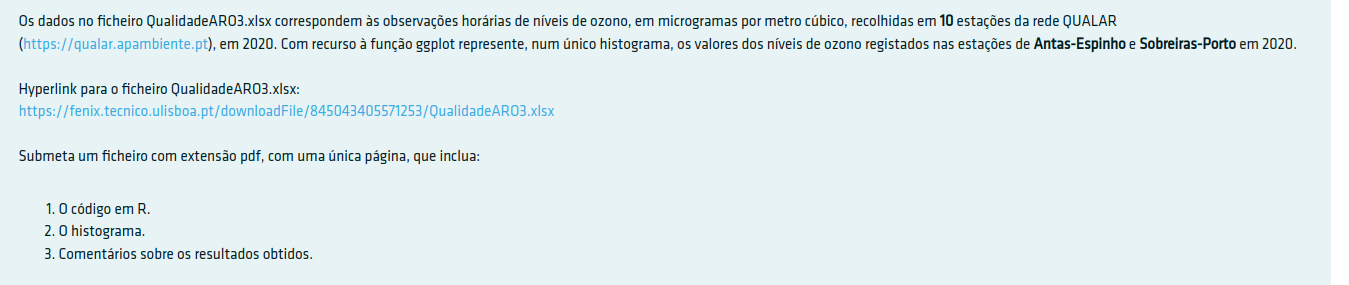 Os dados no ficheiro QualidadeARO3.xlsx correspondem às observações horárias de níveis de ozono, em microgramas por metro cúbico, recolhidas em 10 estações da rede QUALAR
(https://qualar.apambiente.pt), em 2020. Com recurso à função ggplot represente, num único histograma, os valores dos níveis de ozono registados nas estações de Antas-Espinho e Sobreiras-Porto em 2020.
Hyperlink para o ficheiro QualidadeARO3.xlsx:
https://fenix.tecnico.ulisboa.pt/downloadFile/845043405571253/QualidadeARO3.xlsx
Submeta um ficheiro com extensão pdf, com uma única página, que inclua:
1. O código em R.
2. O histograma.
3. Comentários sobre os resultados obtidos.